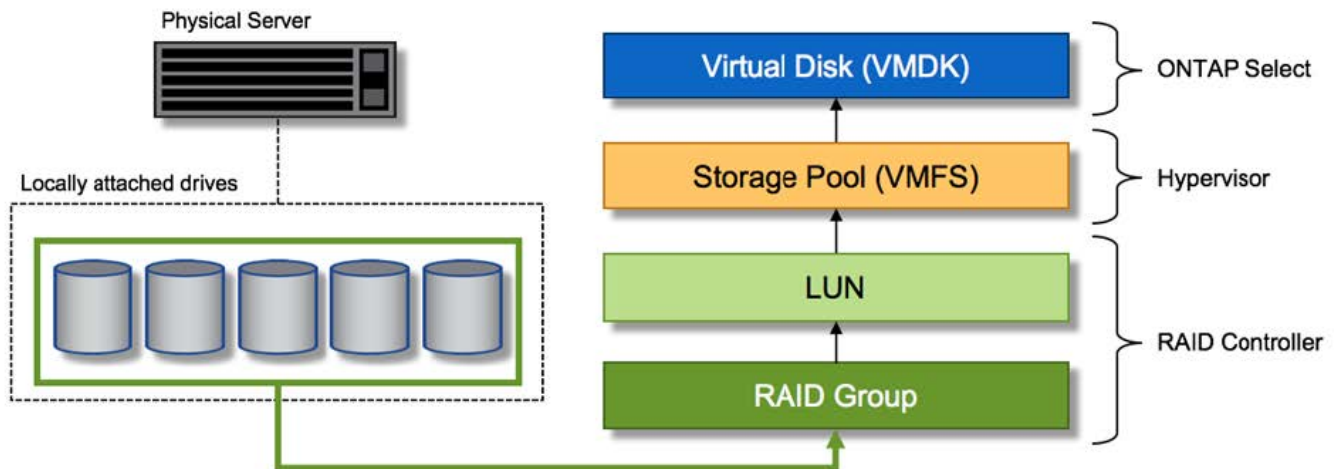 Physical Server
Locally attached drives
Virtual Disk (VMDK)
ONTAP Select
Storage Pool (VMFS)
Hypervisor
LUN
RAID Controller
RAID Group